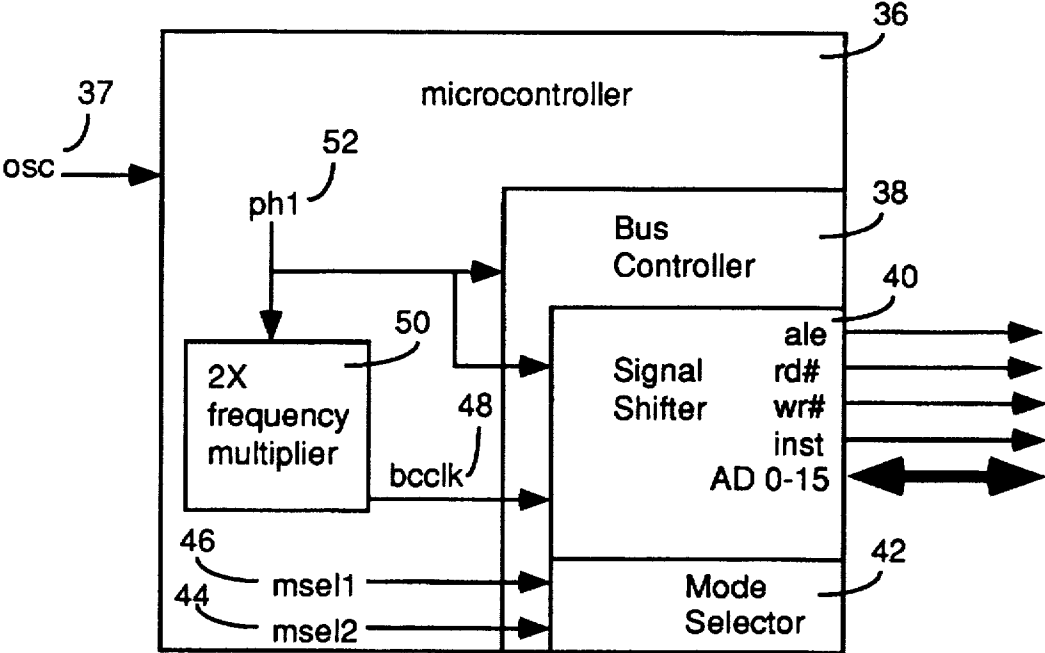 36
microcontroller
37
osc
52
ph1
38
Bus
Controller
40
ale
rd#
wr#
inst
AD 0-15
Signal
Shifter
50
2X
frequency
multiplier
48
bcclk
46
msel1
44
msel2
42
Mode
Selector